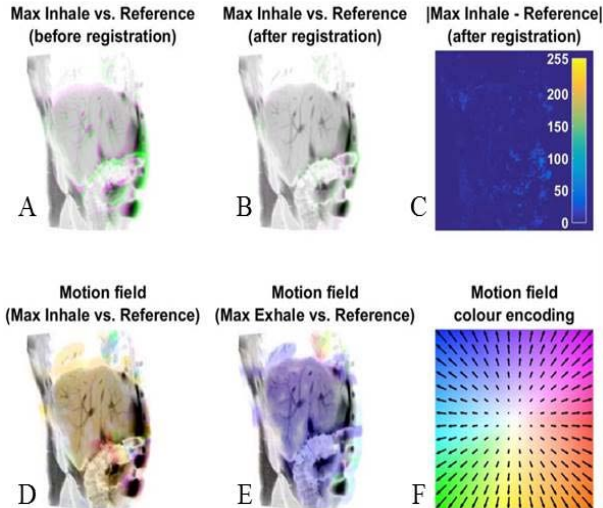 Max Inhale vs. Reference
(before registration)
Max Inhale vs. Reference
(after registration)
|Max Inhale - Reference|
(after registration)
255
200
150
100
50
0
A
B
C
Motion field
(Max Inhale vs. Reference)
Motion field
(Max Exhale vs. Reference)
Motion field
colour encoding
D
E
F